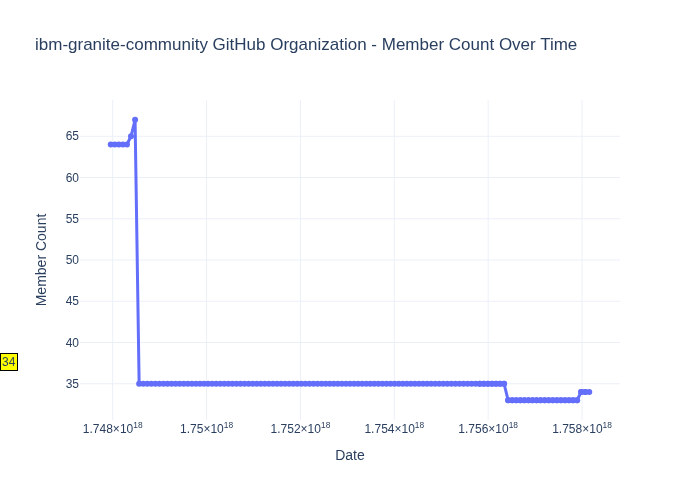 ibm-granite-community GitHub Organization - Member Count Over Time
65
60
55
50
45
40
35
Member Count
34
1.748×10¹⁸ 1.75×10¹⁸ 1.752×10¹⁸ 1.754×10¹⁸ 1.756×10¹⁸ 1.758×10¹⁸
Date